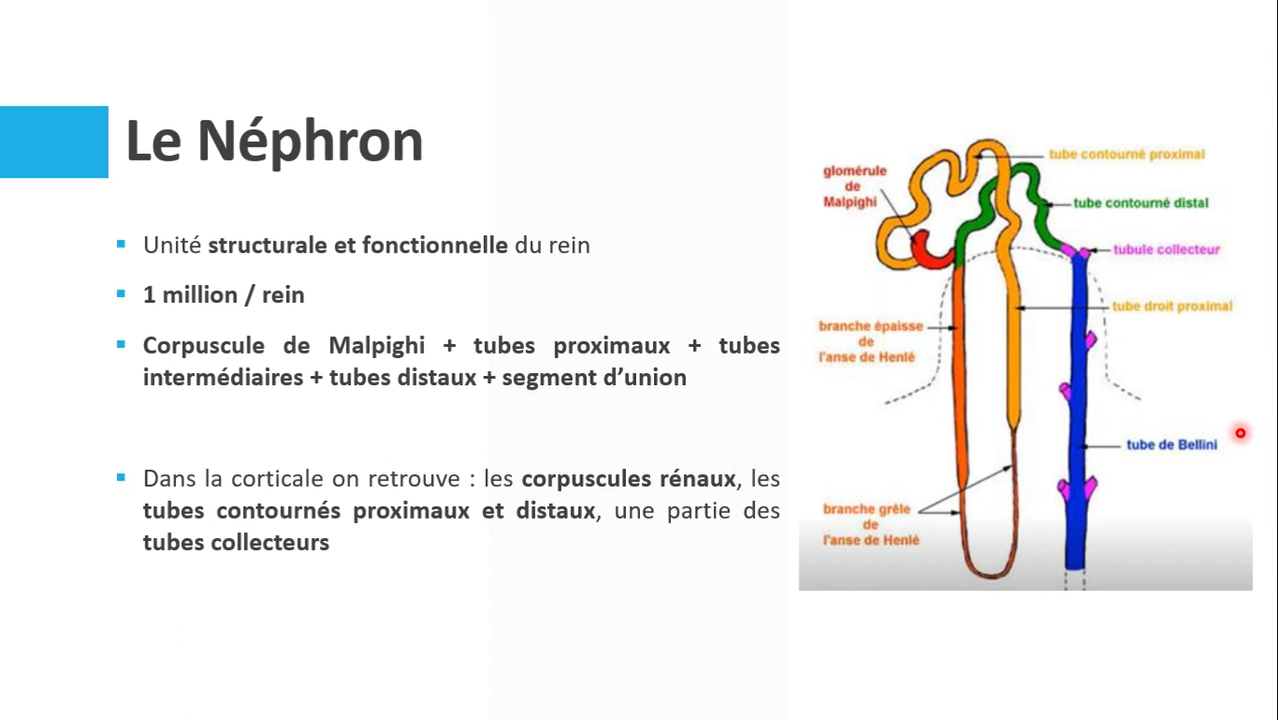 Le Néphron
▪ Unité structurale et fonctionnelle du rein
▪ 1 million / rein
▪ Corpuscule de Malpighi + tubes proximaux + tubes
intermédiaires + tubes distaux + segment d’union
▪ Dans la corticale on retrouve : les corpuscules rénaux, les
tubes contournés proximaux et distaux, une partie des
tubes collecteurs
tube contourné proximal
glomérule
de
Malpighi
tube contourné distal
tubule collecteur
tube droit proximal
branche épaisse
de
l'anse de Henlé
tube de Bellini
branche grêle
de
l'anse de Henlé